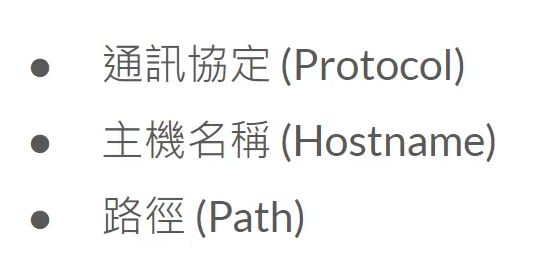 ● 通訊協定 (Protocol)
● 主機名稱 (Hostname)
● 路徑 (Path)